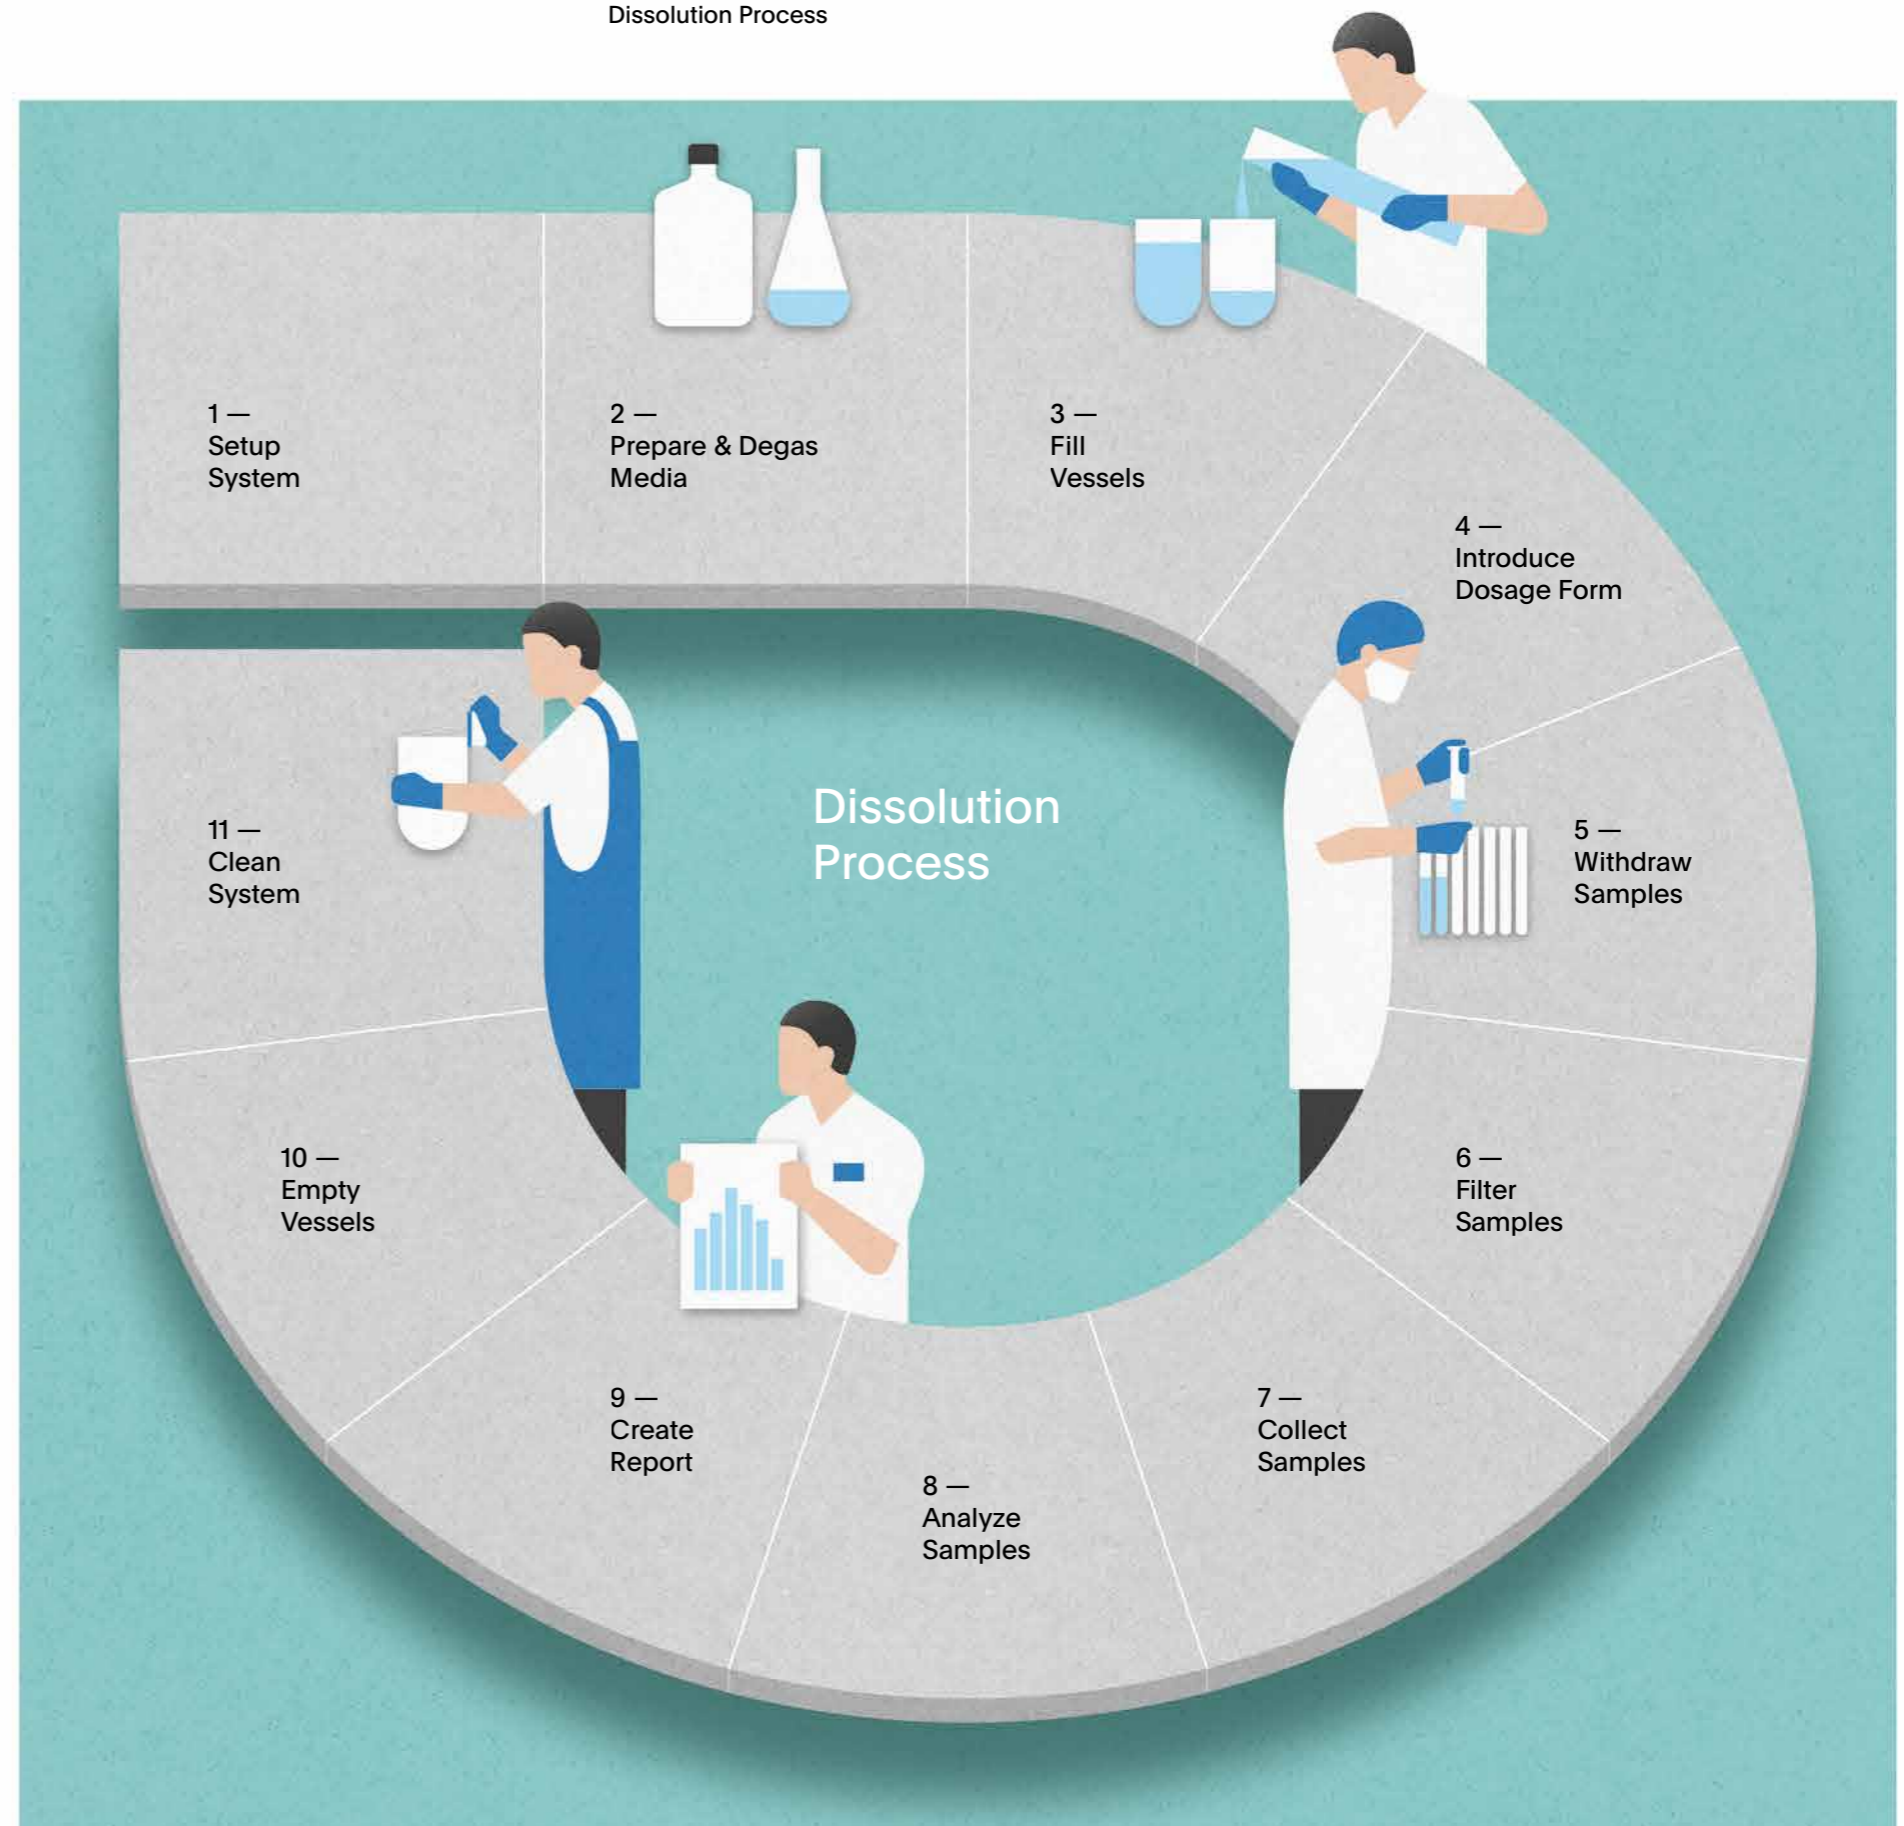 Dissolution Process
1 —
Setup
System
2 —
Prepare & Degas
Media
3 —
Fill
Vessels
4 —
Introduce
Dosage Form
5 —
Withdraw
Samples
6 —
Filter
Samples
7 —
Collect
Samples
8 —
Analyze
Samples
9 —
Create
Report
10 —
Empty
Vessels
11 —
Clean
System
Dissolution
Process